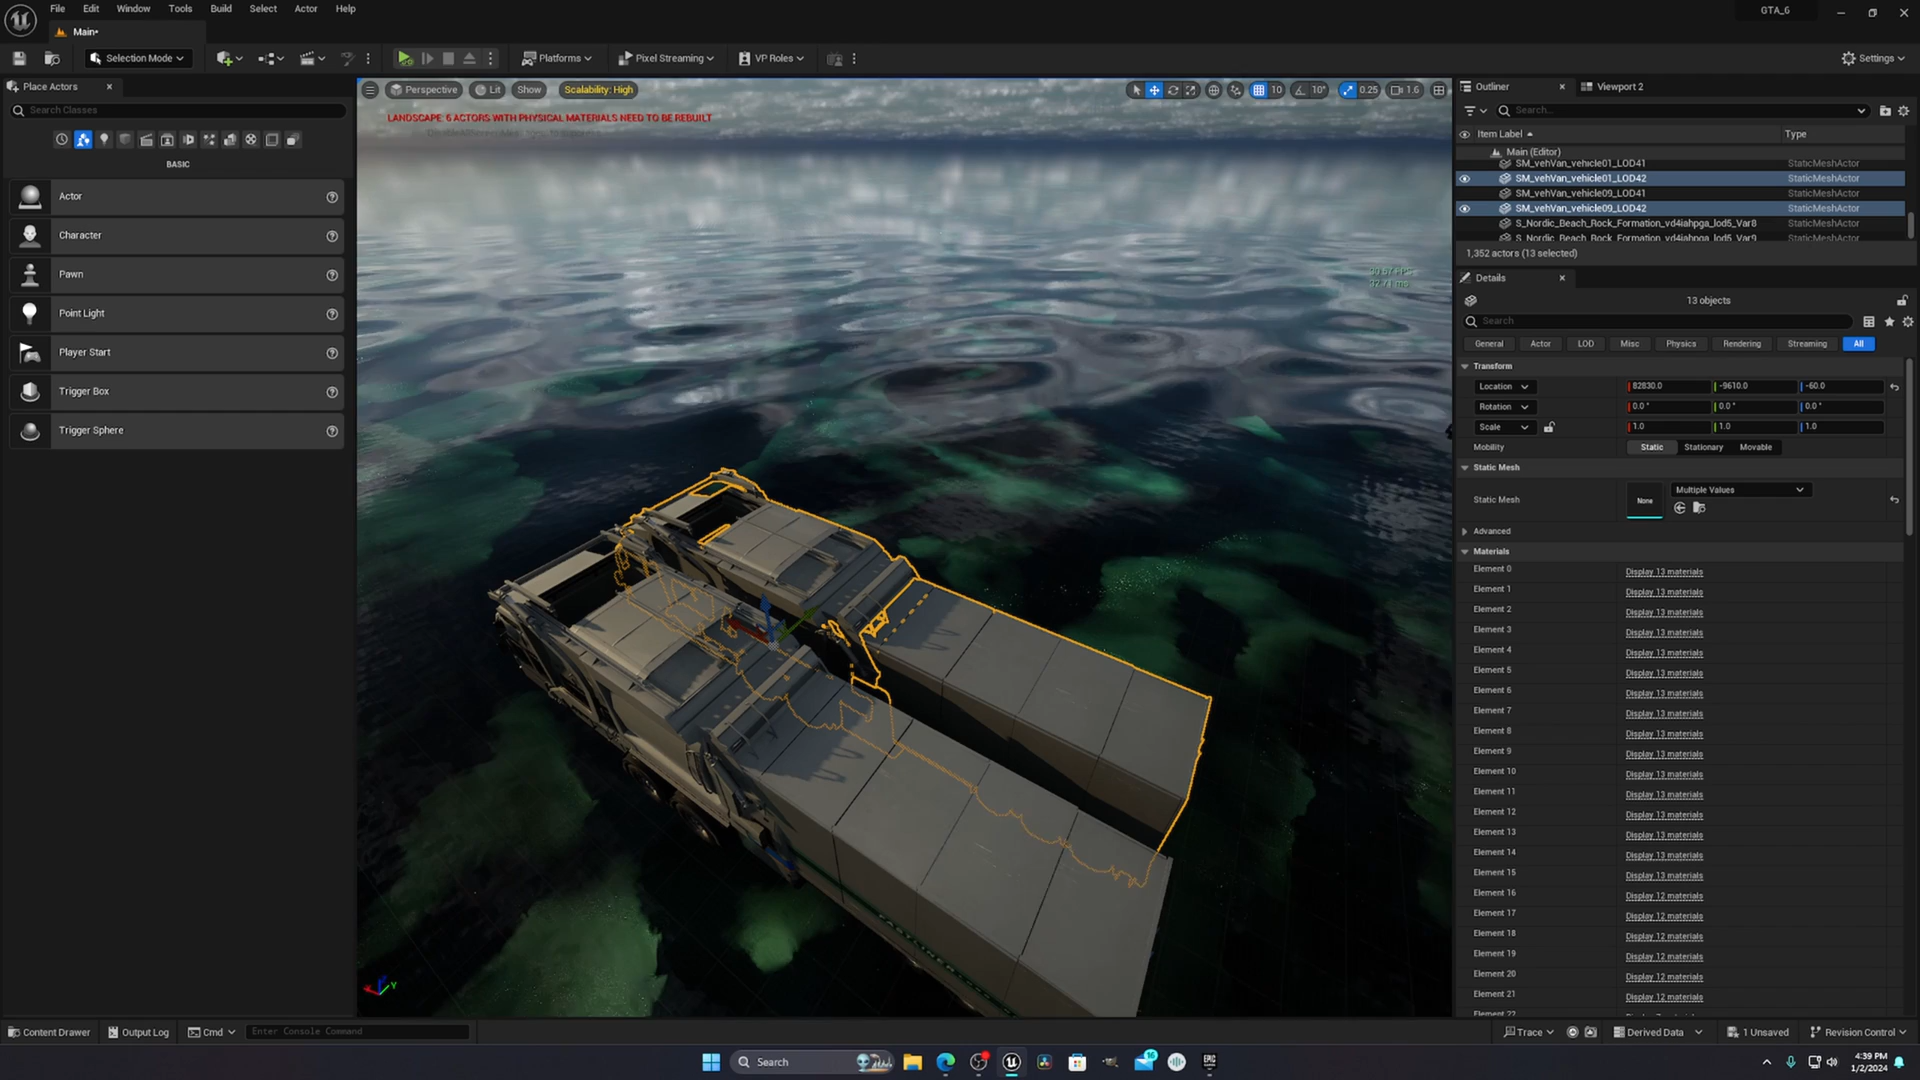 File Edit Window Tools Build Select Actor Help
GTA_6
Main*
Selection Mode
Platforms
Pixel Streaming
VP Roles
Settings
Place Actors
Search Classes
BASIC
Actor
Character
Pawn
Point Light
Player Start
Trigger Box
Trigger Sphere
Perspective Lit Show Scalability: High
10 10° 0.25 1.6
LANDSCAPE: 6 ACTORS WITH PHYSICAL MATERIALS NEED TO BE REBUILT
Outliner Viewport 2
Search...
Item Label Type
Main (Editor)
SM_vehVan_vehicle01_LOD41 StaticMeshActor
SM_vehVan_vehicle01_LOD42 StaticMeshActor
SM_vehVan_vehicle09_LOD41 StaticMeshActor
SM_vehVan_vehicle09_LOD42 StaticMeshActor
S_Nordic_Beach_Rock_Formation_vd4iahpga_lod5_Var8 StaticMeshActor
S_Nordic_Beach_Rock_Formation_vd4iahpga_lod5_Var9 StaticMeshActor
1,352 actors (13 selected)
Details
13 objects
Search
General Actor LOD Misc Physics Rendering Streaming All
Transform
Location 82830.0 -9610.0 -60.0
Rotation 0.0° 0.0° 0.0°
Scale 1.0 1.0 1.0
Mobility Static Stationary Movable
Static Mesh
Static Mesh None Multiple Values
Advanced
Materials
Element 0 Display 13 materials
Element 1 Display 13 materials
Element 2 Display 13 materials
Element 3 Display 13 materials
Element 4 Display 13 materials
Element 5 Display 13 materials
Element 6 Display 13 materials
Element 7 Display 13 materials
Element 8 Display 13 materials
Element 9 Display 13 materials
Element 10 Display 13 materials
Element 11 Display 13 materials
Element 12 Display 13 materials
Element 13 Display 13 materials
Element 14 Display 13 materials
Element 15 Display 13 materials
Element 16 Display 12 materials
Element 17 Display 12 materials
Element 18 Display 12 materials
Element 19 Display 12 materials
Element 20 Display 12 materials
Element 21 Display 12 materials
X Y
Content Drawer Output Log Cmd Enter Console Command
Trace Derived Data 1 Unsaved Revision Control
Search
16
EPIC
4:39 PM
1/2/2024